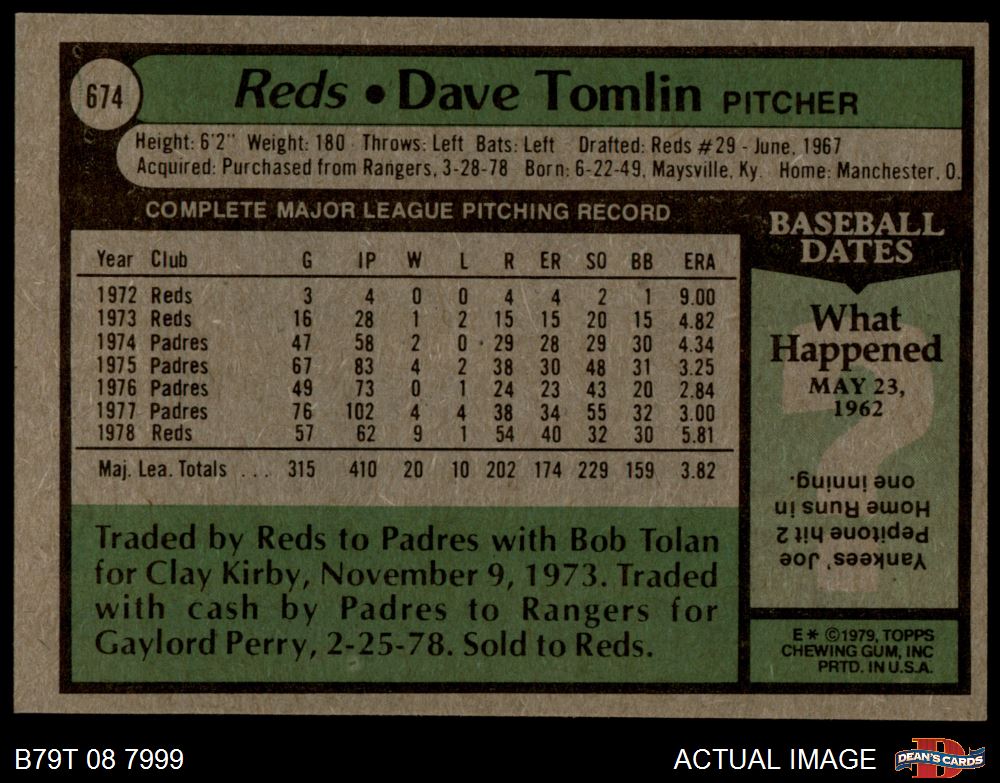 674
Reds • Dave Tomlin PITCHER
Height: 6'2" Weight: 180 Throws: Left Bats: Left Drafted: Reds #29 - June, 1967
Acquired: Purchased from Rangers, 3-28-78 Born: 6-22-49, Maysville, Ky. Home: Manchester, O.
COMPLETE MAJOR LEAGUE PITCHING RECORD
Year Club G IP W L R ER SO BB ERA
1972 Reds 3 4 0 0 4 4 2 1 9.00
1973 Reds 16 28 1 2 15 15 20 15 4.82
1974 Padres 47 58 2 0 29 28 29 30 4.34
1975 Padres 67 83 4 2 38 30 48 31 3.25
1976 Padres 49 73 0 1 24 23 43 20 2.84
1977 Padres 76 102 4 4 38 34 55 32 3.00
1978 Reds 57 62 9 1 54 40 32 30 5.81
Maj. Lea. Totals ... 315 410 20 10 202 174 229 159 3.82
Traded by Reds to Padres with Bob Tolan
for Clay Kirby, November 9, 1973. Traded
with cash by Padres to Rangers for
Gaylord Perry, 2-25-78. Sold to Reds.
BASEBALL
DATES
What
Happened
MAY 23,
1962
?
Yankees' Joe
Pepitone hit 2
Home Runs in
one inning.
E* ©1979, TOPPS
CHEWING GUM, INC
PRTD. IN U.S.A.
B79T 08 7999
ACTUAL IMAGE
D
DEAN'S CARDS